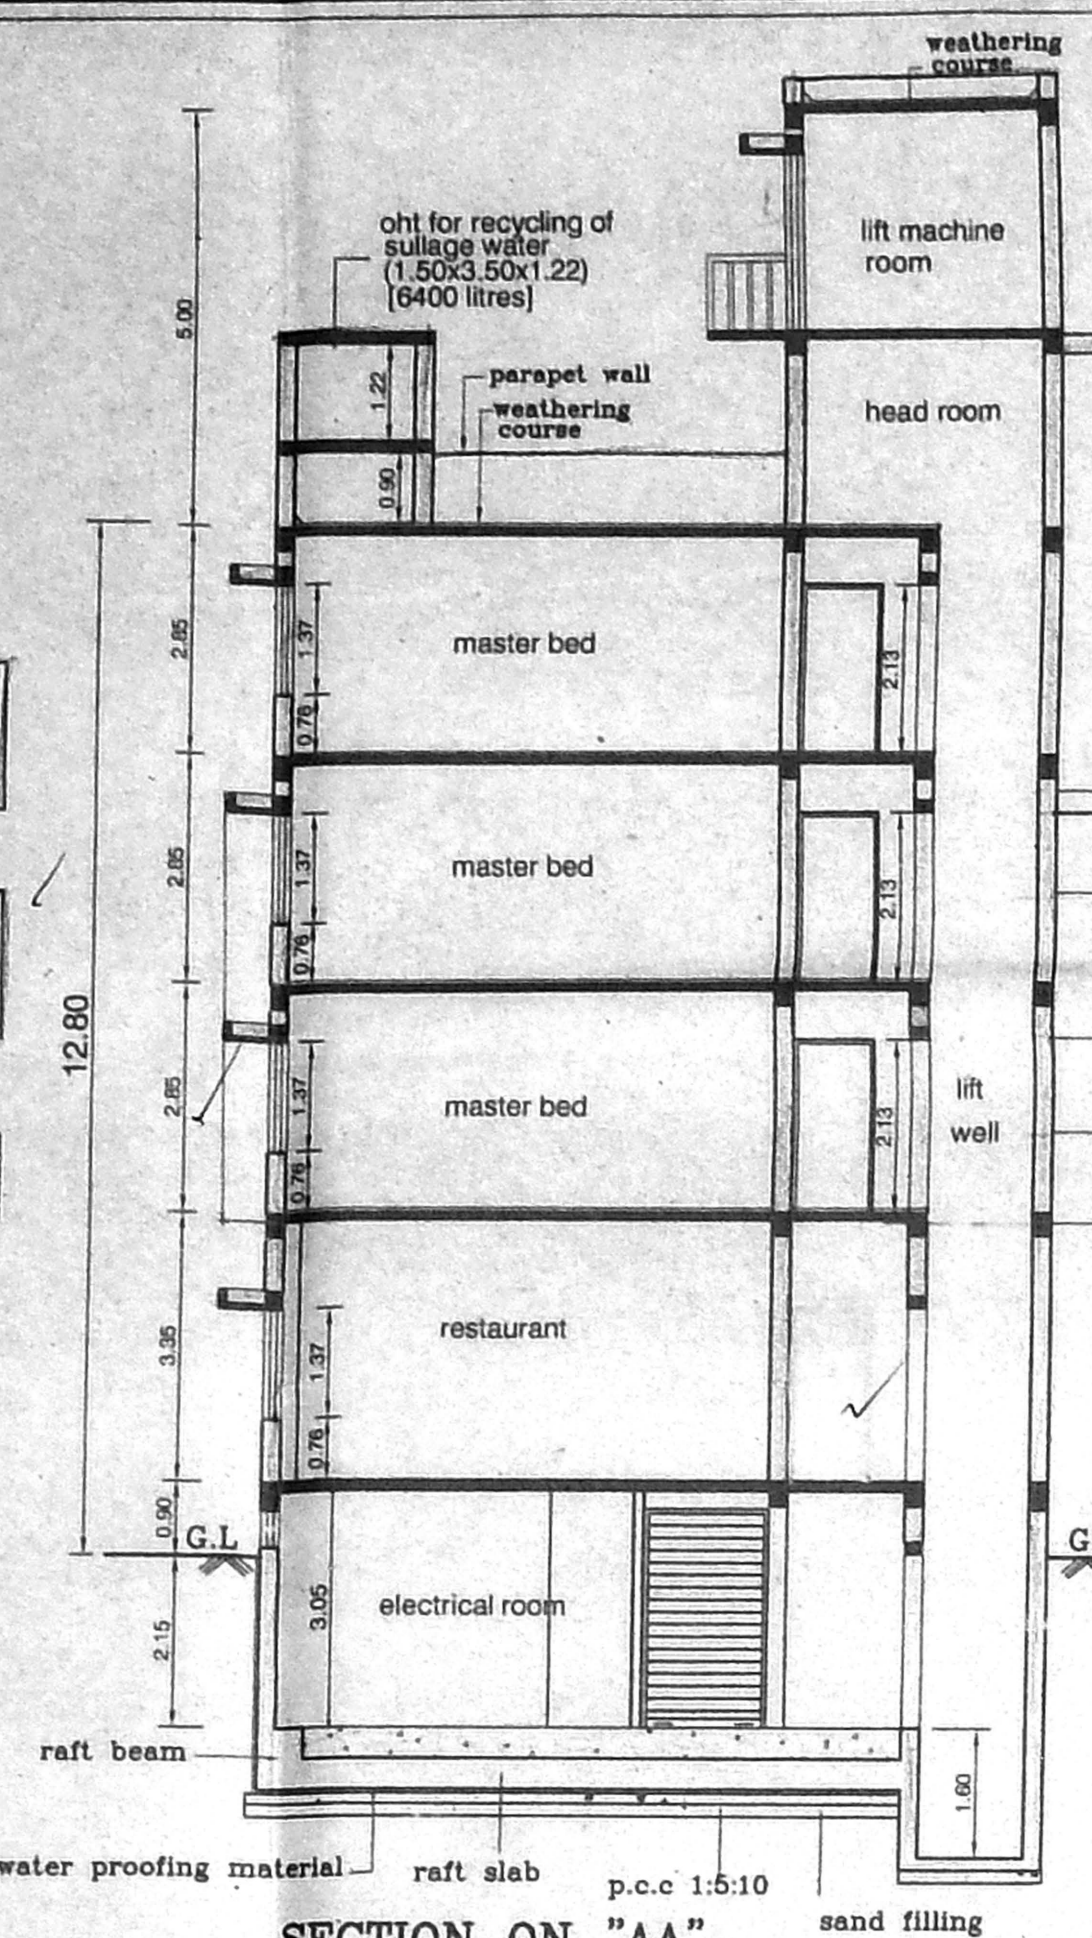 weathering
course
oht for recycling of
sullage water
(1.50x3.50x1.22)
[6400 litres]
lift machine
room
5.00
parapet wall
weathering
course
head room
1.22
0.90
master bed
2.85
1.37
0.76
2.13
master bed
2.85
1.37
0.76
2.13
12.80
master bed
2.85
1.37
0.76
2.13
lift
well
restaurant
3.35
1.37
0.76
0.90
G.L
G
electrical room
3.05
2.15
raft beam
1.60
water proofing material
raft slab
p.c.c 1:5:10
sand filling
SECTION ON "AA"